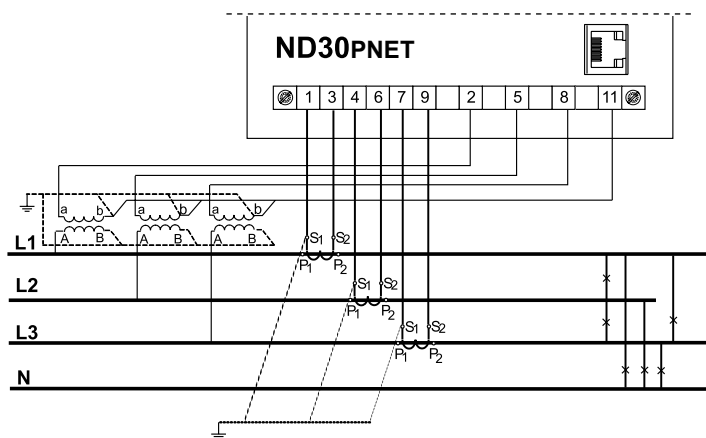 ND30PNET
1 3 4 6 7 9 2 5 8 11
a b a b a b
A B A B A B
S1 S2
L1
P1 P2
S1 S2
L2
P1 P2
S1 S2
L3
P1 P2
N